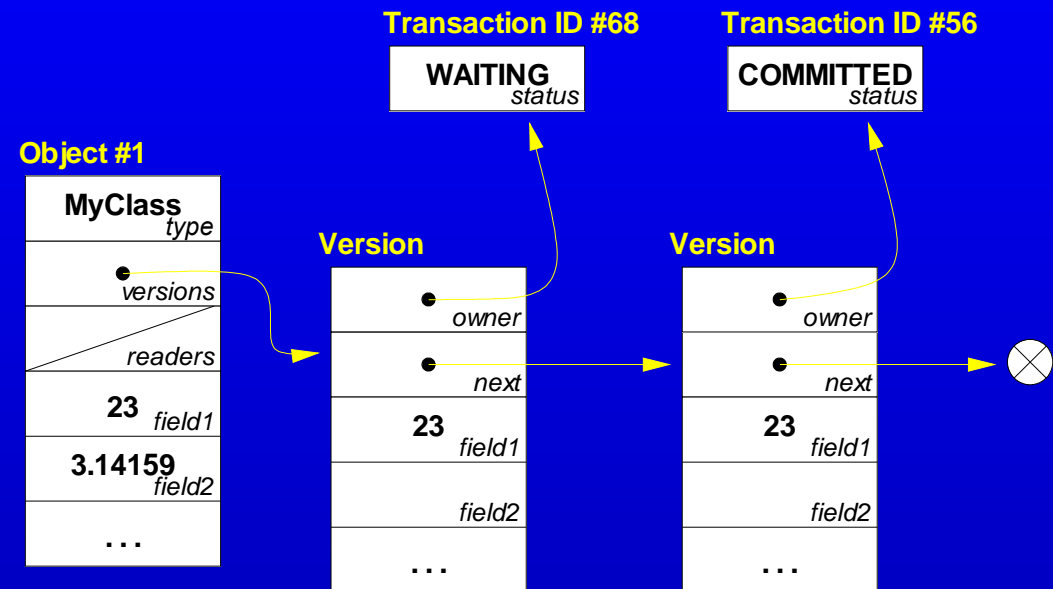 Transaction ID #68
WAITING
status
Transaction ID #56
COMMITTED
status
Object #1
MyClass
type
versions
readers
23 field1
3.14159
field2
...
Version
owner
next
23
field1
field2
...
Version
owner
next
23
field1
field2
...